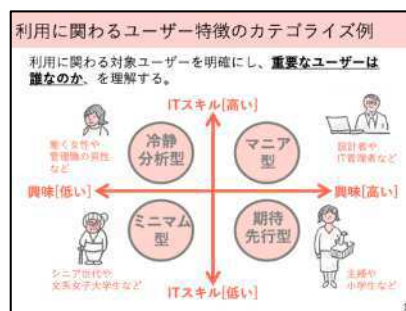 利用に関わるユーザー特徴のカテゴライズ例
利用に関わる対象ユーザーを明確にし、重要なユーザーは
誰なのか、を理解する。
ITスキル[高い]
働く女性や
管理職の男性
など
冷静
分析型
マニア
型
設計者や
IT管理者など
興味[低い]
興味[高い]
ミニマム
型
期待
先行型
シニア世代や
文系女子大学生など
主婦や
小学生など
ITスキル[低い]